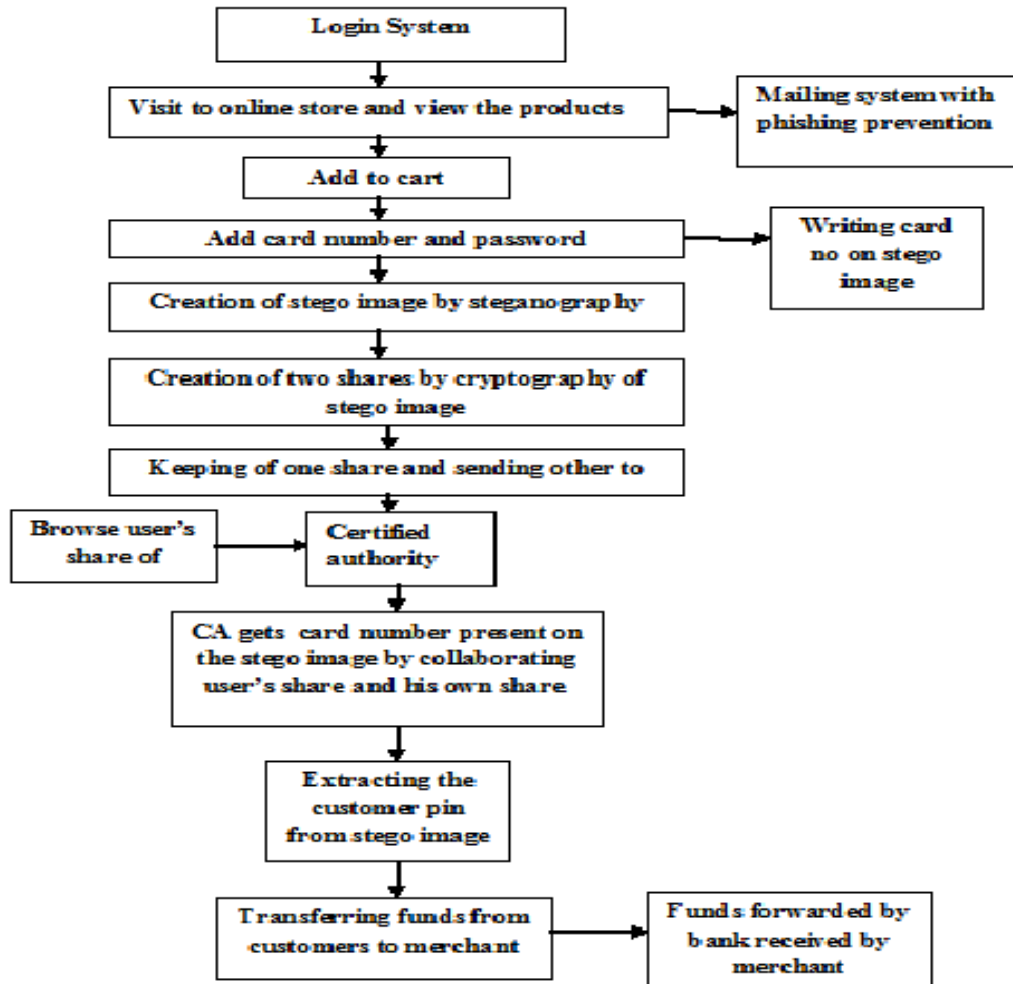 Login System
Visit to online store and view the products
Mailing system with
phishing prevention
Add to cart
Add card number and password
Writing card
no on stego
image
Creation of stego image by steganography
Creation of two shares by cryptography of
stego image
Keeping of one share and sending other to
Browse user's
share of
Certified
authority
CA gets card number present on
the stego image by collaborating
user's share and his own share
Extracting the
customer pin
from stego image
Transferring funds from
customers to merchant
Funds forwarded by
bank received by
merchant